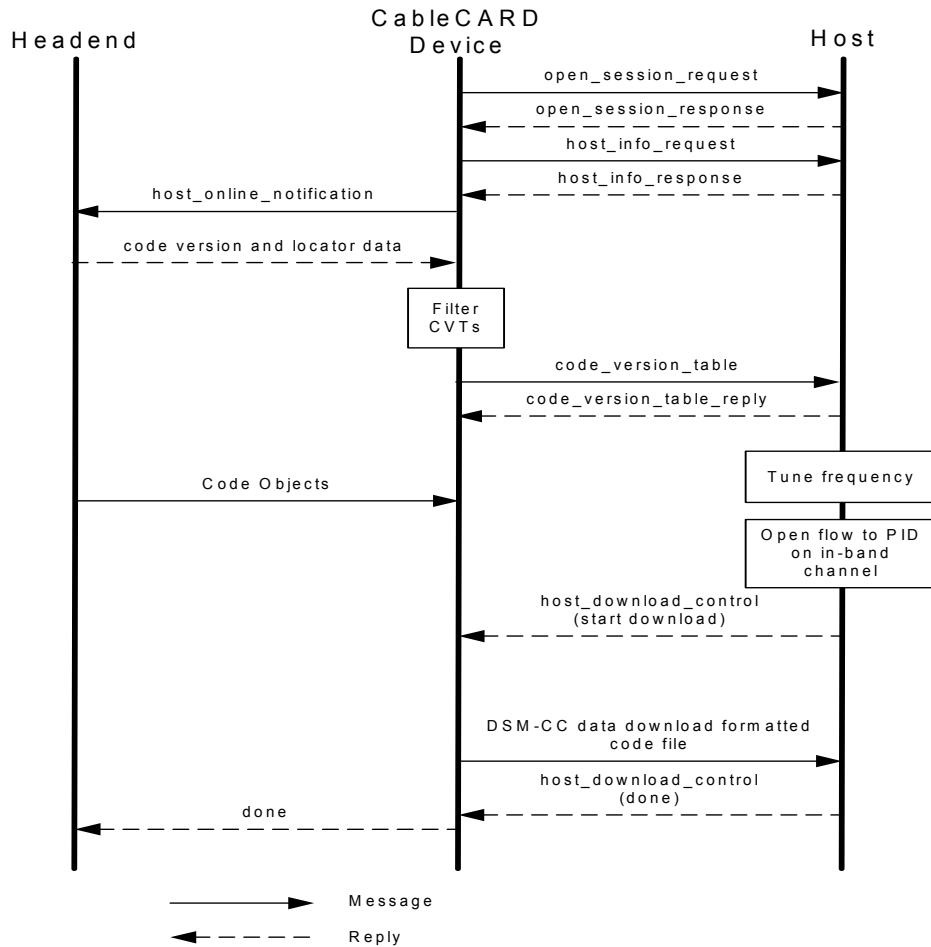 Headend
CableCARD
Device
Host
open_session_request
open_session_response
host_info_request
host_info_response
host_online_notification
code version and locator data
Filter
CVTs
code_version_table
code_version_table_reply
Tune frequency
Code Objects
Open flow to PID
on in-band
channel
host_download_control
(start download)
DSM-CC data download formatted
code file
host_download_control
(done)
done
Message
Reply